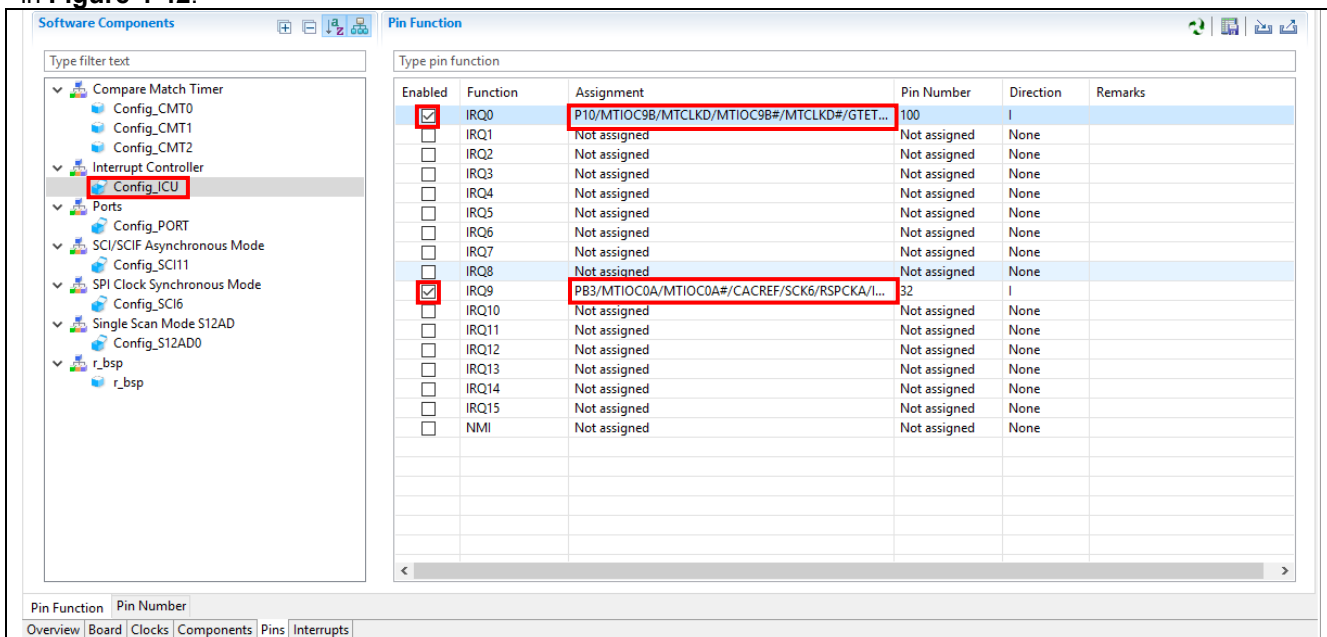 in Figure 4-12.
Software Components
Pin Function
Type filter text
Type pin function
Compare Match Timer
Config_CMT0
Config_CMT1
Config_CMT2
Interrupt Controller
Config_ICU
Ports
Config_PORT
SCI/SCIF Asynchronous Mode
Config_SCI11
SPI Clock Synchronous Mode
Config_SCI6
Single Scan Mode S12AD
Config_S12AD0
r_bsp
r_bsp
Enabled Function Assignment Pin Number Direction Remarks
IRQ0 P10/MTIOC9B/MTCLKD/MTIOC9B#/MTCLKD#/GTET... 100 I
IRQ1 Not assigned Not assigned None
IRQ2 Not assigned Not assigned None
IRQ3 Not assigned Not assigned None
IRQ4 Not assigned Not assigned None
IRQ5 Not assigned Not assigned None
IRQ6 Not assigned Not assigned None
IRQ7 Not assigned Not assigned None
IRQ8 Not assigned Not assigned None
IRQ9 PB3/MTIOC0A/MTIOC0A#/CACREF/SCK6/RSPCKA/I... 32 I
IRQ10 Not assigned Not assigned None
IRQ11 Not assigned Not assigned None
IRQ12 Not assigned Not assigned None
IRQ13 Not assigned Not assigned None
IRQ14 Not assigned Not assigned None
IRQ15 Not assigned Not assigned None
NMI Not assigned Not assigned None
Pin Function Pin Number
Overview Board Clocks Components Pins Interrupts